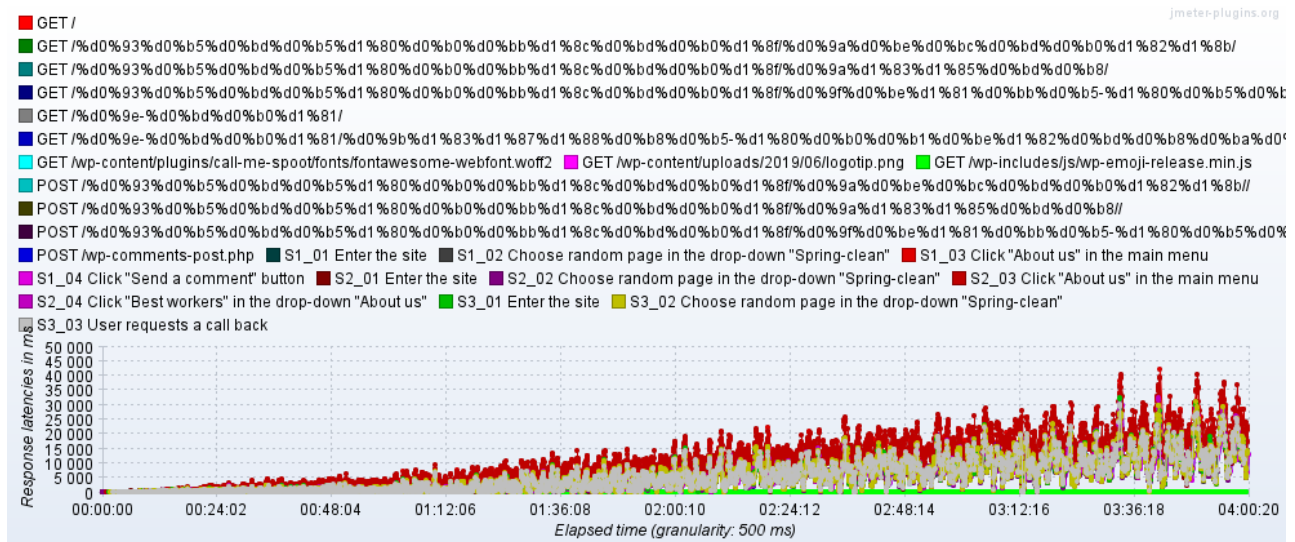 jmeter-plugins.org
GET /
GET /%d0%93%d0%b5%d0%bd%d0%b5%d1%80%d0%b0%d0%bb%d1%8c%d0%bd%d0%b0%d1%8f/%d0%9a%d0%be%d0%bc%d0%bd%d0%b0%d1%82%d1%8b/
GET /%d0%93%d0%b5%d0%bd%d0%b5%d1%80%d0%b0%d0%bb%d1%8c%d0%bd%d0%b0%d1%8f/%d0%9a%d1%83%d1%85%d0%bd%d0%b8/
GET /%d0%93%d0%b5%d0%bd%d0%b5%d1%80%d0%b0%d0%bb%d1%8c%d0%bd%d0%b0%d1%8f/%d0%9f%d0%be%d1%81%d0%bb%d0%b5-%d1%80%d0%b5%d0%b
GET /%d0%9e-%d0%bd%d0%b0%d1%81/
GET /%d0%9e-%d0%bd%d0%b0%d1%81/%d0%9b%d1%83%d1%87%d1%88%d0%b8%d0%b5-%d1%80%d0%b0%d0%b1%d0%be%d1%82%d0%bd%d0%b8%d0%ba%d0%
GET /wp-content/plugins/call-me-spoot/fonts/fontawesome-webfont.woff2 GET /wp-content/uploads/2019/06/logotip.png GET /wp-includes/js/wp-emoji-release.min.js
POST /%d0%93%d0%b5%d0%bd%d0%b5%d1%80%d0%b0%d0%bb%d1%8c%d0%bd%d0%b0%d1%8f/%d0%9a%d0%be%d0%bc%d0%bd%d0%b0%d1%82%d1%8b//
POST /%d0%93%d0%b5%d0%bd%d0%b5%d1%80%d0%b0%d0%bb%d1%8c%d0%bd%d0%b0%d1%8f/%d0%9a%d1%83%d1%85%d0%bd%d0%b8//
POST /%d0%93%d0%b5%d0%bd%d0%b5%d1%80%d0%b0%d0%bb%d1%8c%d0%bd%d0%b0%d1%8f/%d0%9f%d0%be%d1%81%d0%bb%d0%b5-%d1%80%d0%b5%d0%
POST /wp-comments-post.php S1_01 Enter the site S1_02 Choose random page in the drop-down "Spring-clean" S1_03 Click "About us" in the main menu
S1_04 Click "Send a comment" button S2_01 Enter the site S2_02 Choose random page in the drop-down "Spring-clean" S2_03 Click "About us" in the main menu
S2_04 Click "Best workers" in the drop-down "About us" S3_01 Enter the site S3_02 Choose random page in the drop-down "Spring-clean"
S3_03 User requests a call back
Response latencies in ms
50 000
45 000
40 000
35 000
30 000
25 000
20 000
15 000
10 000
5 000
0
00:00:00 00:24:02 00:48:04 01:12:06 01:36:08 02:00:10 02:24:12 02:48:14 03:12:16 03:36:18 04:00:20
Elapsed time (granularity: 500 ms)